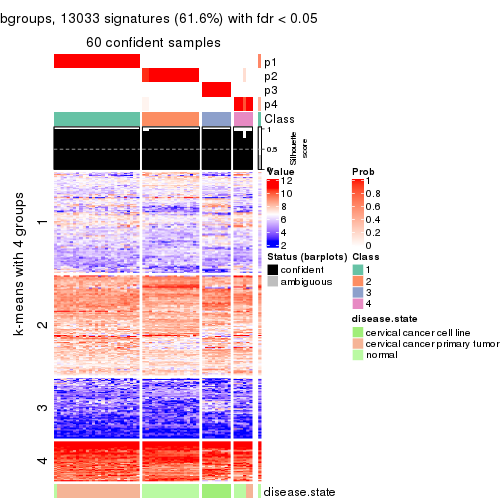 bgroups, 13033 signatures (61.6%) with fdr < 0.05
60 confident samples
p1
p2
p3
p4
Class
1
0.5
0
Silhouette
score
k-means with 4 groups
1
2
3
4
disease.state
Value
12
10
8
6
4
2
Prob
1
0.8
0.6
0.4
0.2
0
Status (barplots)
confident
ambiguous
Class
1
2
3
4
disease.state
cervical cancer cell line
cervical cancer primary tumor
normal